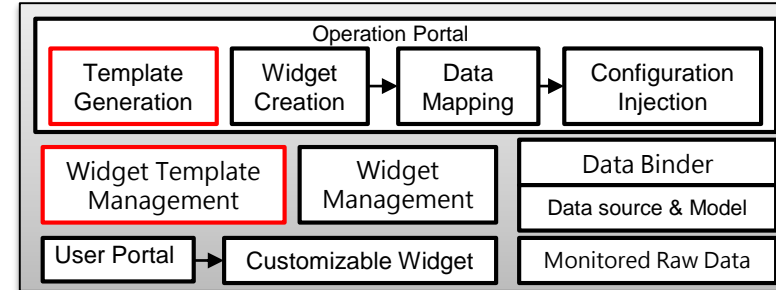 Operation Portal
Template
Generation
Widget
Creation
Data
Mapping
Configuration
Injection
Widget Template
Management
Widget
Management
Data Binder
Data source & Model
User Portal
Customizable Widget
Monitored Raw Data